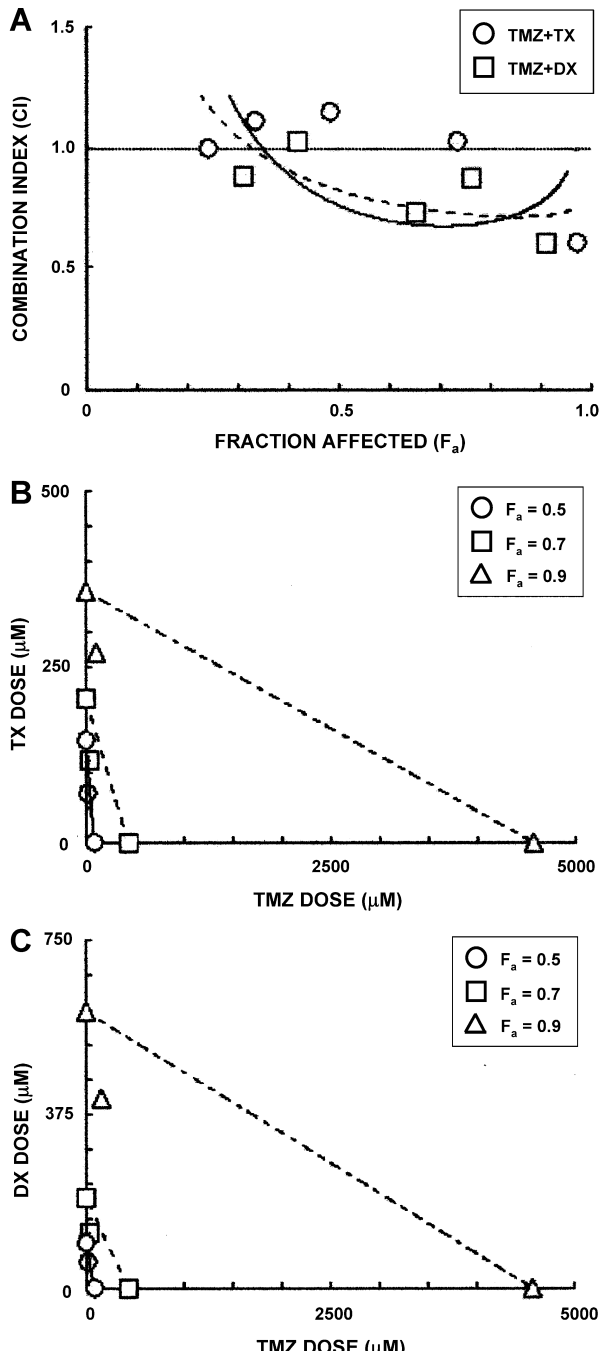 A
1.5
TMZ+TX
TMZ+DX
1.0
0.5
0
0
0.5
1.0
COMBINATION INDEX (CI)
FRACTION AFFECTED (Fa)
B
500
Fa = 0.5
Fa = 0.7
Fa = 0.9
250
0
0
2500
5000
TX DOSE (μM)
TMZ DOSE (μM)
C
750
Fa = 0.5
Fa = 0.7
Fa = 0.9
375
0
0
2500
5000
DX DOSE (μM)
TMZ DOSE (μM)